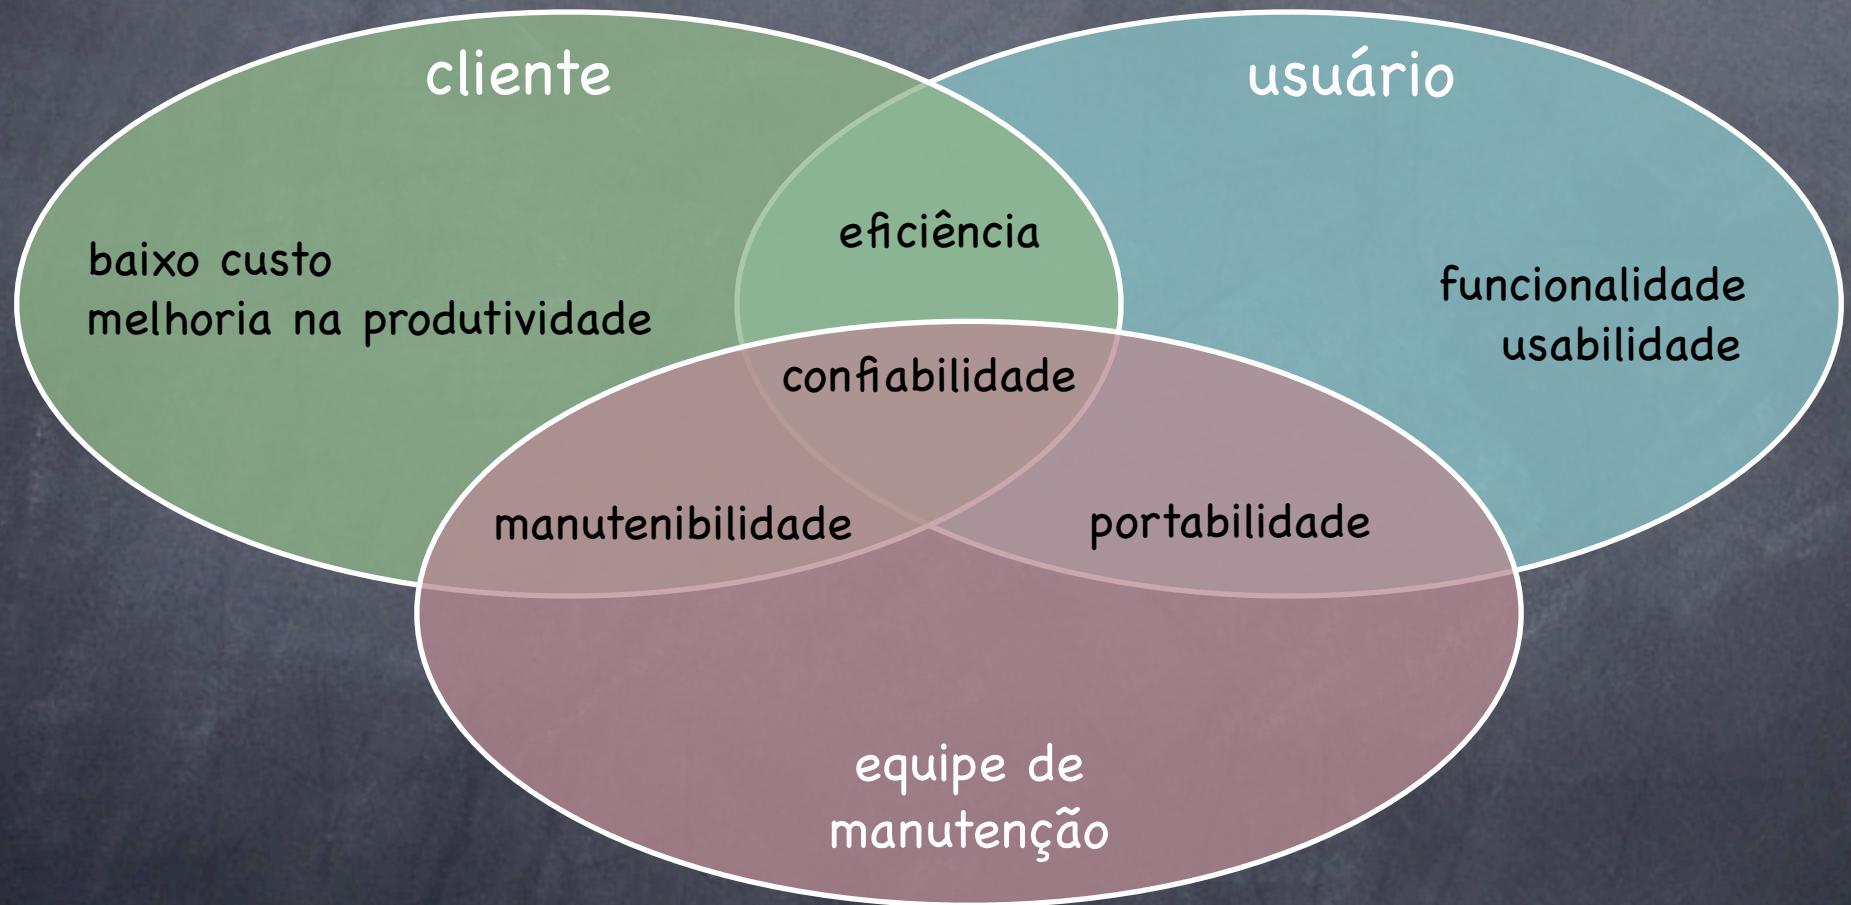 cliente
usuário
eficiência
baixo custo
melhoria na produtividade
funcionalidade
usabilidade
confiabilidade
manutenibilidade
portabilidade
equipe de
manutenção